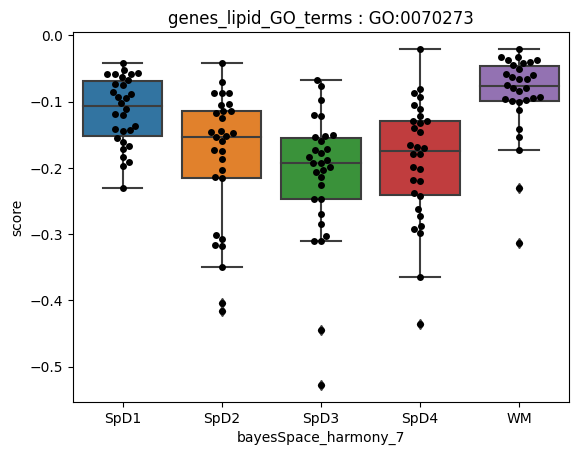 genes_lipid_GO_terms : GO:0070273
0.0
−0.1
−0.2
−0.3
−0.4
−0.5
score
SpD1 SpD2 SpD3 SpD4 WM
bayesSpace_harmony_7